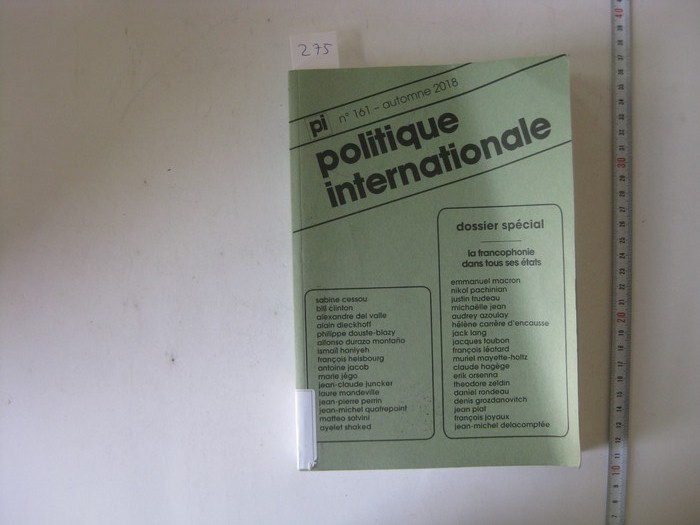 275
pi n° 161 – automne 2018
politique
internationale
dossier spécial
la francophonie
dans tous ses états
emmanuel macron
nikol pachinian
justin trudeau
michaëlle jean
audrey azoulay
hélène carrère d'encausse
jack lang
jacques toubon
françois léotard
muriel mayette-holtz
claude hagège
erik orsenna
theodore zeldin
daniel rondeau
denis grozdanovitch
jean piat
françois joyaux
jean-michel delacomptée
sabine cessou
bill clinton
alexandre del valle
alain dieckhoff
philippe douste-blazy
alfonso durazo montaño
ismaïl haniyeh
françois heisbourg
antoine jacob
marie jégo
jean-claude juncker
laure mandeville
jean-pierre perrin
jean-michel quatrepoint
matteo salvini
ayelet shaked
40
30
20
10